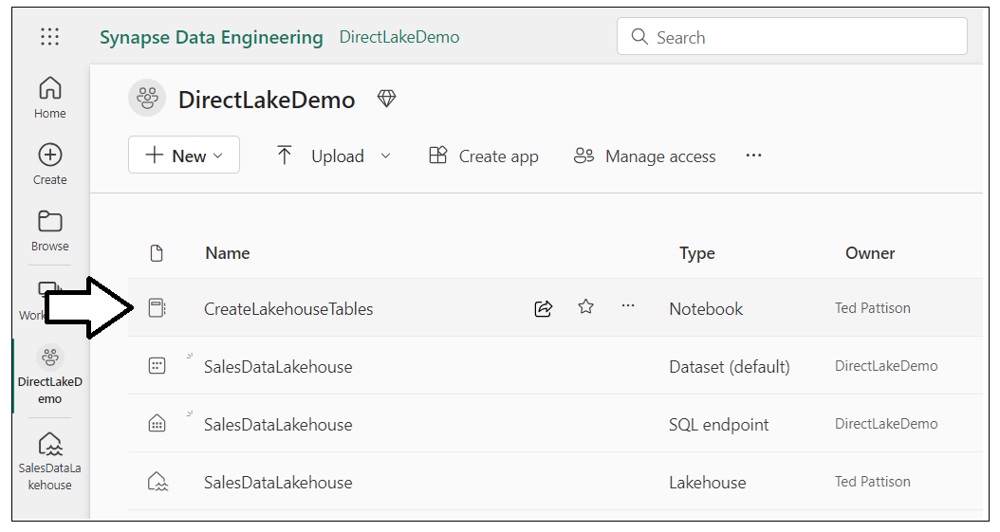 Synapse Data Engineering DirectLakeDemo Search
Home
Create
Browse
DirectLakeD
emo
SalesDataLa
kehouse
DirectLakeDemo
New Upload Create app Manage access ...
Name Type Owner
CreateLakehouseTables ... Notebook Ted Pattison
SalesDataLakehouse Dataset (default) DirectLakeDemo
SalesDataLakehouse SQL endpoint DirectLakeDemo
SalesDataLakehouse Lakehouse Ted Pattison